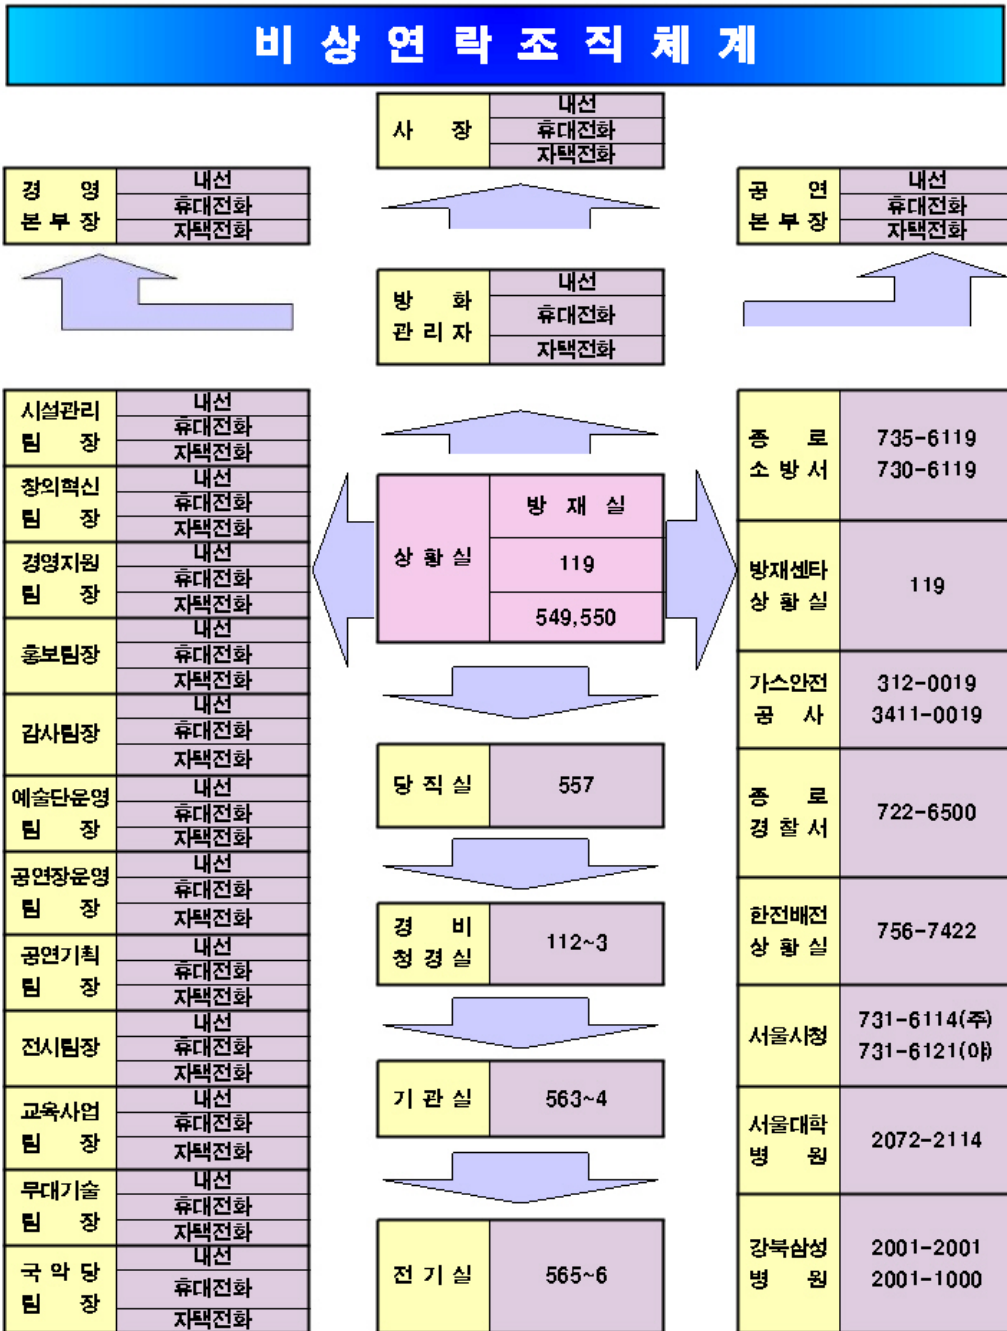 비 상 연 락 조 직 체 계
사 장
내선
휴대전화
자택전화
경 영
본 부 장
내선
휴대전화
자택전화
공 연
본 부 장
내선
휴대전화
자택전화
방 화
관 리 자
내선
휴대전화
자택전화
시설관리
팀 장
내선
휴대전화
자택전화
창의혁신
팀 장
내선
휴대전화
자택전화
경영지원
팀 장
내선
휴대전화
자택전화
홍보팀장
내선
휴대전화
자택전화
감사팀장
내선
휴대전화
자택전화
예술단운영
팀 장
내선
휴대전화
자택전화
공연장운영
팀 장
내선
휴대전화
자택전화
공연기획
팀 장
내선
휴대전화
자택전화
전시팀장
내선
휴대전화
자택전화
교육사업
팀 장
내선
휴대전화
자택전화
무대기술
팀 장
내선
휴대전화
자택전화
국 악 당
팀 장
내선
휴대전화
자택전화
상 황 실
방 재 실
119
549,550
당 직 실
557
경 비
청 경 실
112~3
기 관 실
563~4
전 기 실
565~6
종 로
소 방 서
735-6119
730-6119
방재센타
상 황 실
119
가스안전
공 사
312-0019
3411-0019
종 로
경 찰 서
722-6500
한전배전
상 황 실
756-7422
서울시청
731-6114(주)
731-6121(야)
서울대학
병 원
2072-2114
강북삼성
병 원
2001-2001
2001-1000